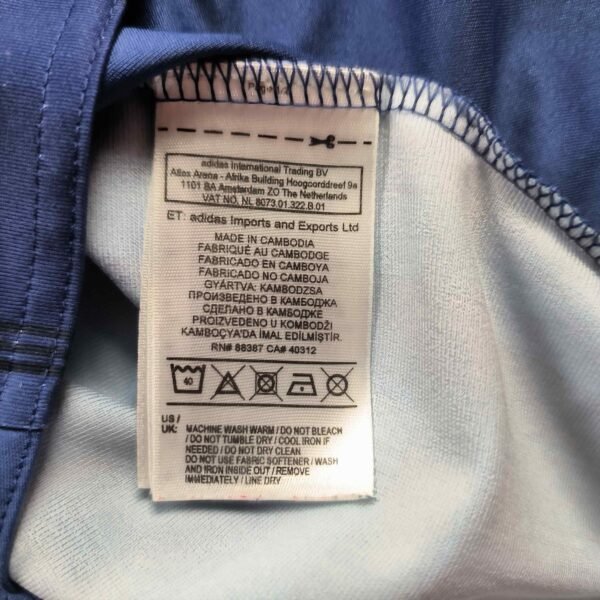 adidas International Trading BV
Atlas Arena - Afrika Building Hoogoorddreef 9a
1101 BA Amsterdam ZO The Netherlands
VAT NO. NL 8073.01.322.B.01
ET: adidas Imports and Exports Ltd
MADE IN CAMBODIA
FABRIQUÉ AU CAMBODGE
FABRICADO EN CAMBOYA
FABRICADO NO CAMBOJA
GYÁRTVA: KAMBODZSA
ПРОИЗВЕДЕНО В КАМБОДЖА
СДЕЛАНО В КАМБОДЖЕ
PROIZVEDENO U KOMBODŽI
KAMBOÇYA'DA İMAL EDİLMİŞTİR.
RN# 88387 CA# 40312
40
US /
UK: MACHINE WASH WARM / DO NOT BLEACH
/ DO NOT TUMBLE DRY / COOL IRON IF
NEEDED / DO NOT DRY CLEAN
DO NOT USE FABRIC SOFTENER / WASH
AND IRON INSIDE OUT / REMOVE
IMMEDIATELY / LINE DRY